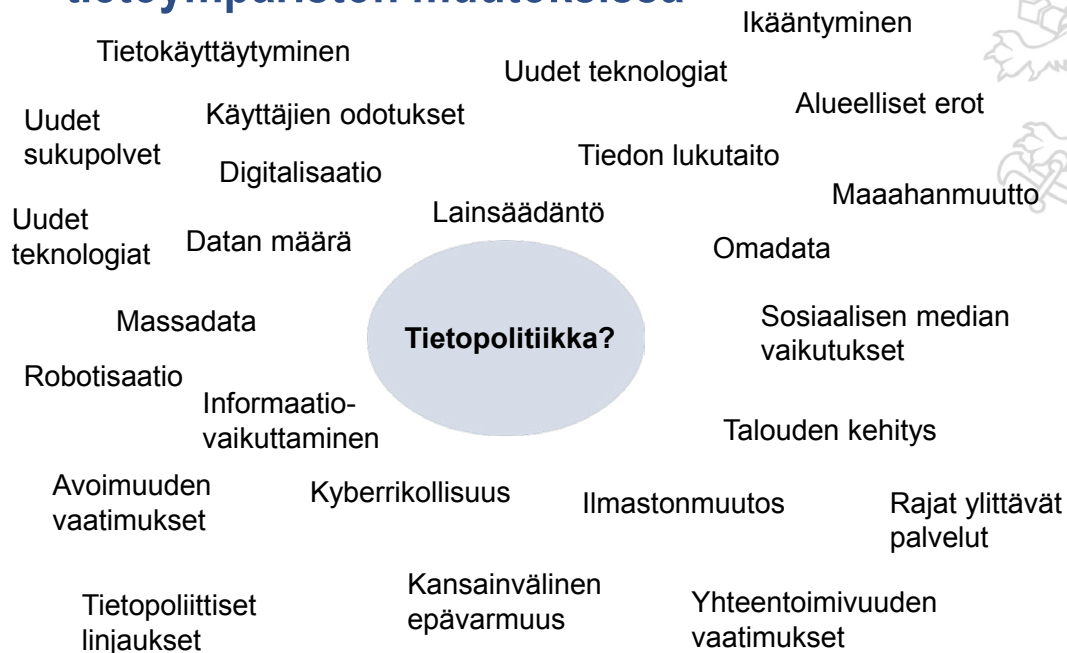 tietoympäristön muutoksissa
Ikääntyminen
Tietokäyttäytyminen
Uudet teknologiat
Alueelliset erot
Käyttäjien odotukset
Uudet
sukupolvet
Tiedon lukutaito
Digitalisaatio
Maaahanmuutto
Lainsäädäntö
Uudet
teknologiat
Datan määrä
Omadata
Massadata
Tietopolitiikka?
Sosiaalisen median
vaikutukset
Robotisaatio
Informaatio-
vaikuttaminen
Talouden kehitys
Avoimuuden
vaatimukset
Kyberrikollisuus
Ilmastonmuutos
Rajat ylittävät
palvelut
Kansainvälinen
epävarmuus
Tietopoliittiset
linjaukset
Yhteentoimivuuden
vaatimukset